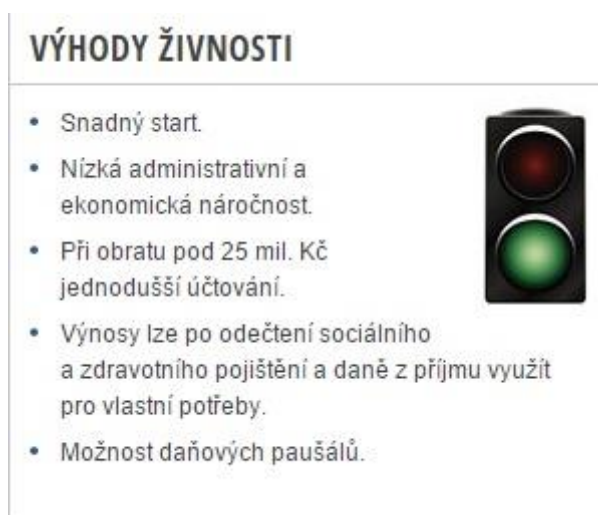 VÝHODY ŽIVNOSTI
• Snadný start.
• Nízká administrativní a
ekonomická náročnost.
• Při obratu pod 25 mil. Kč
jednodušší účtování.
• Výnosy lze po odečtení sociálního
a zdravotního pojištění a daně z příjmu využít
pro vlastní potřeby.
• Možnost daňových paušálů.